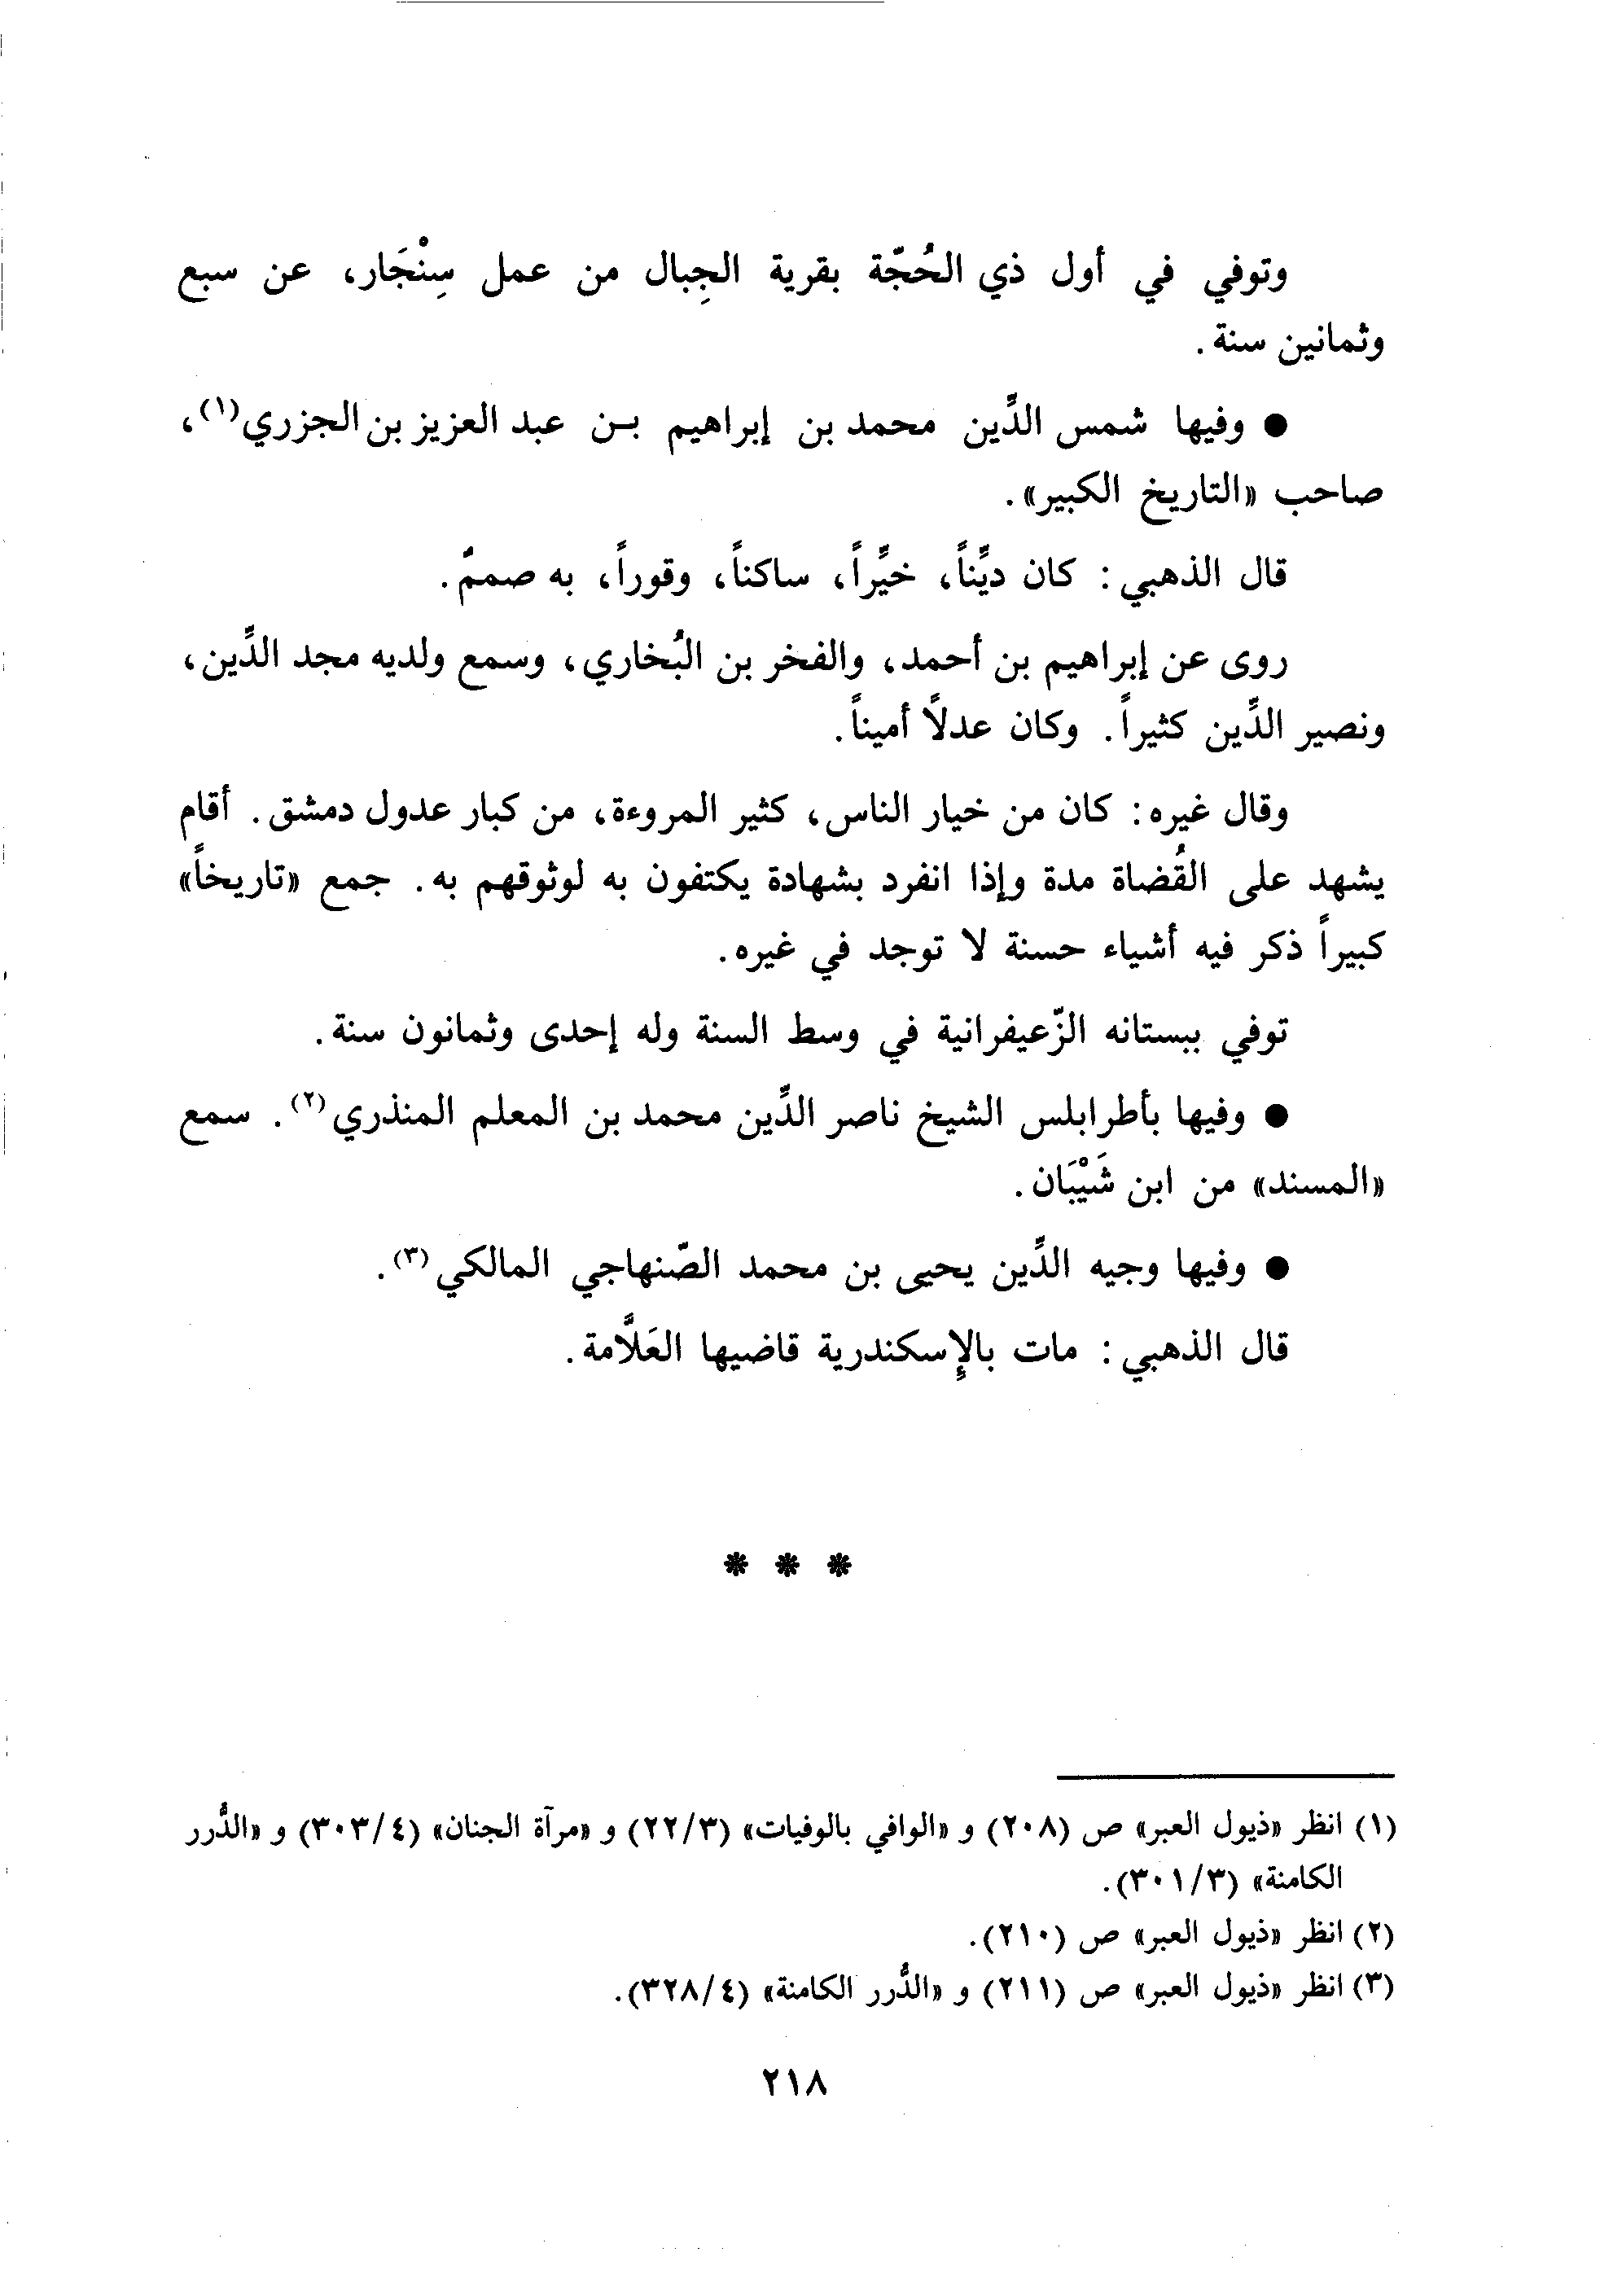 وتوفي في أول ذي الحُجّة بقرية الجِبال من عمل سِنْجَار، عن سبع
وثمانين سنة.
● وفيها شمس الدِّين محمد بن إبراهيم بـن عبد العزيز بن الجزري(١)،
صاحب «التاريخ الكبير».
قال الذهبي: كان ديِّناً، خيِّراً، ساكناً، وقوراً، به صممٌ.
روى عن إبراهيم بن أحمد، والفخر بن البُخاري، وسمع ولديه مجد الدِّين،
ونصير الدِّين كثيراً. وكان عدلاً أميناً.
وقال غيره: كان من خيار الناس، كثير المروءة، من كبار عدول دمشق. أقام
يشهد على القُضاة مدة وإذا انفرد بشهادة يكتفون به لوثوقهم به. جمع «تاريخاً»
كبيراً ذكر فيه أشياء حسنة لا توجد في غيره.
توفي ببستانه الزّعيفرانية في وسط السنة وله إحدى وثمانون سنة.
● وفيها بأطرابلس الشيخ ناصر الدِّين محمد بن المعلم المنذري(٢). سمع
«المسند» من ابن شَيْبَان.
● وفيها وجيه الدِّين يحيى بن محمد الصّنهاجي المالكي(٣).
قال الذهبي: مات بالإِسكندرية قاضيها العَلاَّمة.
* * *
(١) انظر «ذيول العبر» ص (٢٠٨) و «الوافي بالوفيات» (٢٢/٣) و «مرآة الجنان» (٣٠٣/٤) و «الدُّرر
الكامنة» (٣٠١/٣).
(٢) انظر «ذيول العبر» ص (٢١٠).
(٣) انظر «ذيول العبر» ص (٢١١) و «الدُّرر الكامنة» (٣٢٨/٤).
٢١٨